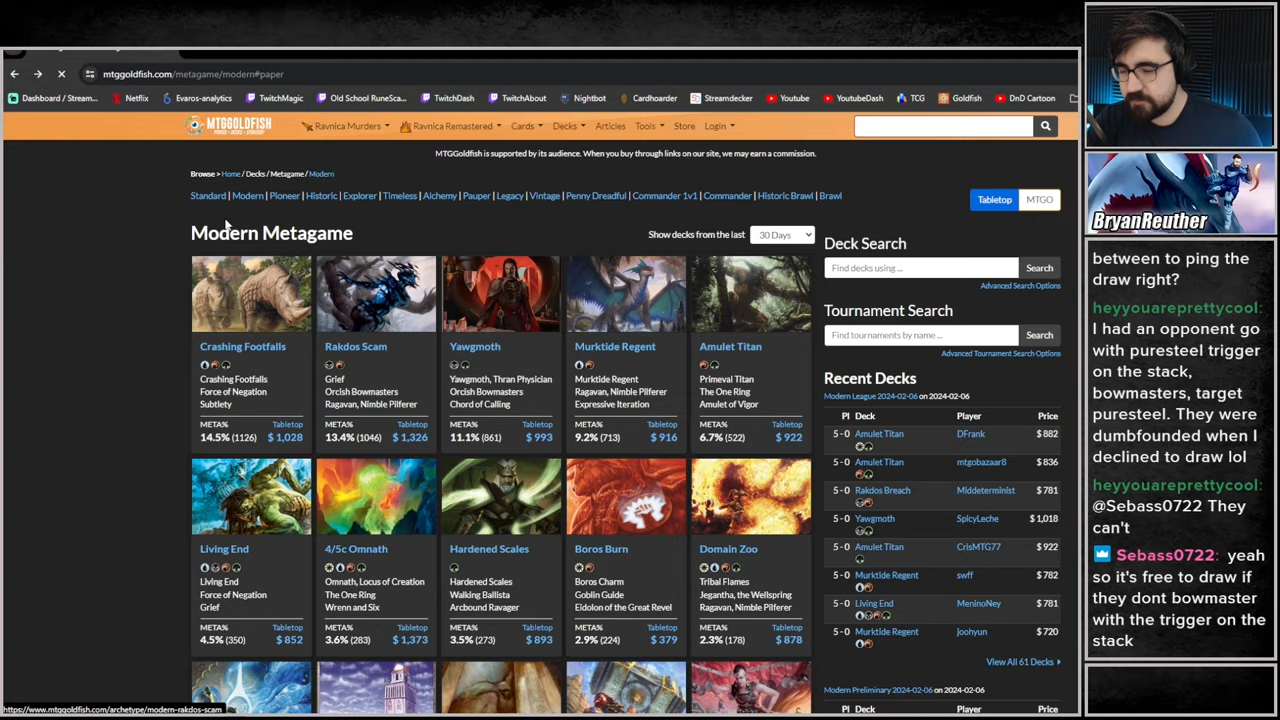 mtggoldfish.com/metagame/modern#paper
Dashboard / Stream... Netflix Evaros-analytics TwitchMagic Old School RuneSca... TwitchDash TwitchAbout Nightbot Cardhoarder Streamdecker Youtube YoutubeDash TCG Goldfish DnD Cartoon
MTGGOLDFISH Ravnica Murders Ravnica Remastered Cards Decks Articles Tools Store Login
MTGGoldfish is supported by its audience. When you buy through links on our site, we may earn a commission.
Browse > Home / Decks / Metagame / Modern
Standard | Modern | Pioneer | Historic | Explorer | Timeless | Alchemy | Pauper | Legacy | Vintage | Penny Dreadful | Commander 1v1 | Commander | Historic Brawl | Brawl
Tabletop MTGO
Modern Metagame
Show decks from the last 30 Days
Crashing Footfalls
Crashing Footfalls
Force of Negation
Subtlety
META% Tabletop
14.5% (1126) $ 1,028
Rakdos Scam
Grief
Orcish Bowmasters
Ragavan, Nimble Pilferer
META% Tabletop
13.4% (1046) $ 1,326
Yawgmoth
Yawgmoth, Thran Physician
Orcish Bowmasters
Chord of Calling
META% Tabletop
11.1% (861) $ 993
Murktide Regent
Murktide Regent
Ragavan, Nimble Pilferer
Expressive Iteration
META% Tabletop
9.2% (713) $ 916
Amulet Titan
Primeval Titan
The One Ring
Amulet of Vigor
META% Tabletop
6.7% (522) $ 922
Living End
Living End
Force of Negation
Grief
META% Tabletop
4.5% (350) $ 852
4/5c Omnath
Omnath, Locus of Creation
The One Ring
Wrenn and Six
META% Tabletop
3.6% (283) $ 1,373
Hardened Scales
Hardened Scales
Walking Ballista
Arcbound Ravager
META% Tabletop
3.5% (273) $ 893
Boros Burn
Boros Charm
Goblin Guide
Eidolon of the Great Revel
META% Tabletop
2.9% (224) $ 379
Domain Zoo
Tribal Flames
Jegantha, the Wellspring
Ragavan, Nimble Pilferer
META% Tabletop
2.3% (178) $ 878
Deck Search
Find decks using ... Search
Advanced Search Options
Tournament Search
Find tournaments by name ... Search
Advanced Tournament Search Options
Recent Decks
Modern League 2024-02-06 on 2024-02-06
Pl Deck Player Price
5 - 0 Amulet Titan DFrank $ 882
5 - 0 Amulet Titan mtgobazaar8 $ 836
5 - 0 Rakdos Breach Middeterminist $ 781
5 - 0 Yawgmoth SpicyLeche $ 1,018
5 - 0 Amulet Titan CrisMTG77 $ 922
5 - 0 Murktide Regent swff $ 782
5 - 0 Living End MeninoNey $ 781
5 - 0 Murktide Regent Joohyun $ 720
View All 61 Decks
Modern Preliminary 2024-02-06 on 2024-02-06
https://www.mtggoldfish.com/archetype/modern-rakdos-scam
BryanReuther
between to ping the
draw right?
heyyouareprettycool:
I had an opponent go
with puresteel trigger
on the stack,
bowmasters, target
puresteel. They were
dumbfounded when I
declined to draw lol
heyyouareprettycool:
@Sebass0722 They
can't
Sebass0722: yeah
so it's free to draw if
they dont bowmaster
with the trigger on the
stack